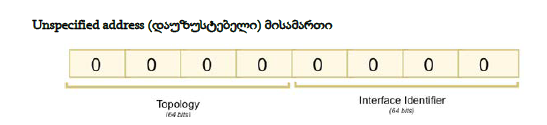 Unspecified address (დაუზუსტებელი) მისამართი
0 0 0 0 0 0 0 0
Topology Interface Identifier
(64 bits) (64 bits)